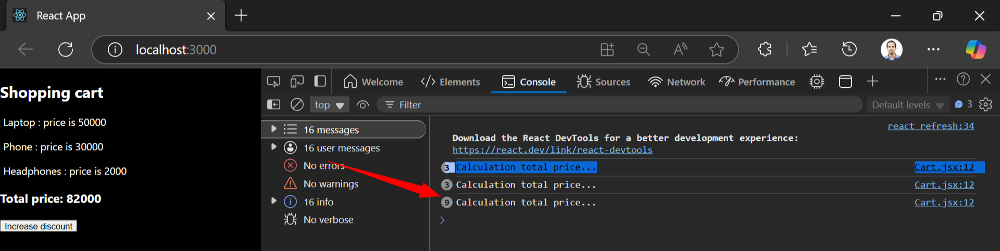 React App
localhost:3000
Shopping cart
Laptop : price is 50000
Phone : price is 30000
Headphones : price is 2000
Total price: 82000
Increase discount
Welcome
Elements
Console
Sources
Network
Performance
top
Filter
Default levels
3
16 messages
16 user messages
No errors
No warnings
16 info
No verbose
react refresh:34
Download the React DevTools for a better development experience:
https://react.dev/link/react-devtools
3 Calculation total price... Cart.jsx:12
3 Calculation total price... Cart.jsx:12
9 Calculation total price... Cart.jsx:12